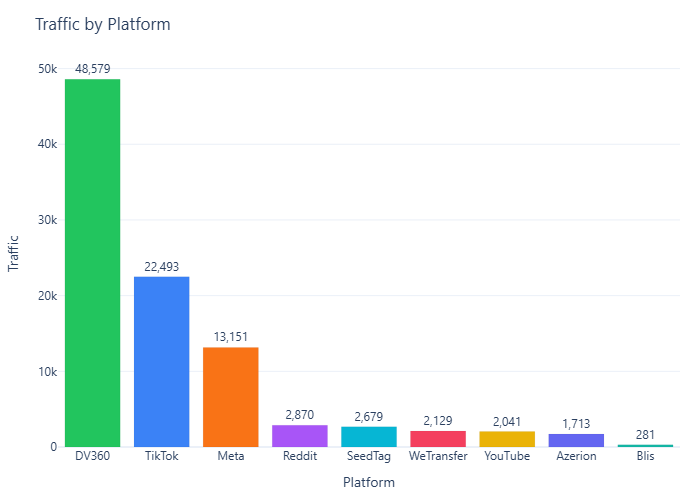 Traffic by Platform
50k
40k
30k
20k
10k
0
Traffic
48,579
22,493
13,151
2,870
2,679
2,129
2,041
1,713
281
DV360
TikTok
Meta
Reddit
SeedTag
WeTransfer
YouTube
Azerion
Blis
Platform